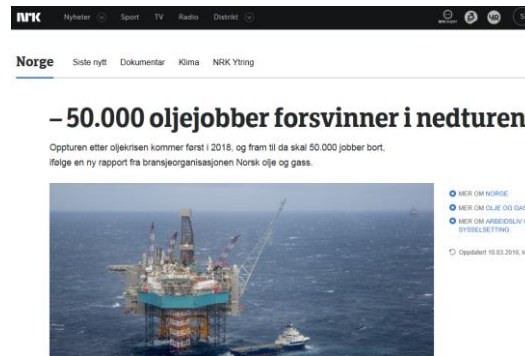 NRK Nyheter Sport TV Radio Distrikt
Norge Siste nytt Dokumentar Klima NRK Ytring
– 50.000 oljejobber forsvinner i nedturen
Oppturen etter oljekrisen kommer først i 2018, og fram til da skal 50.000 jobber bort,
ifølge en ny rapport fra bransjeorganisasjonen Norsk olje og gass.
MER OM NORGE
MER OM OLJE OG GAS
MER OM ARBEIDSLIV
SYSSELSETTING
Oppdatert 10.03.2016, k